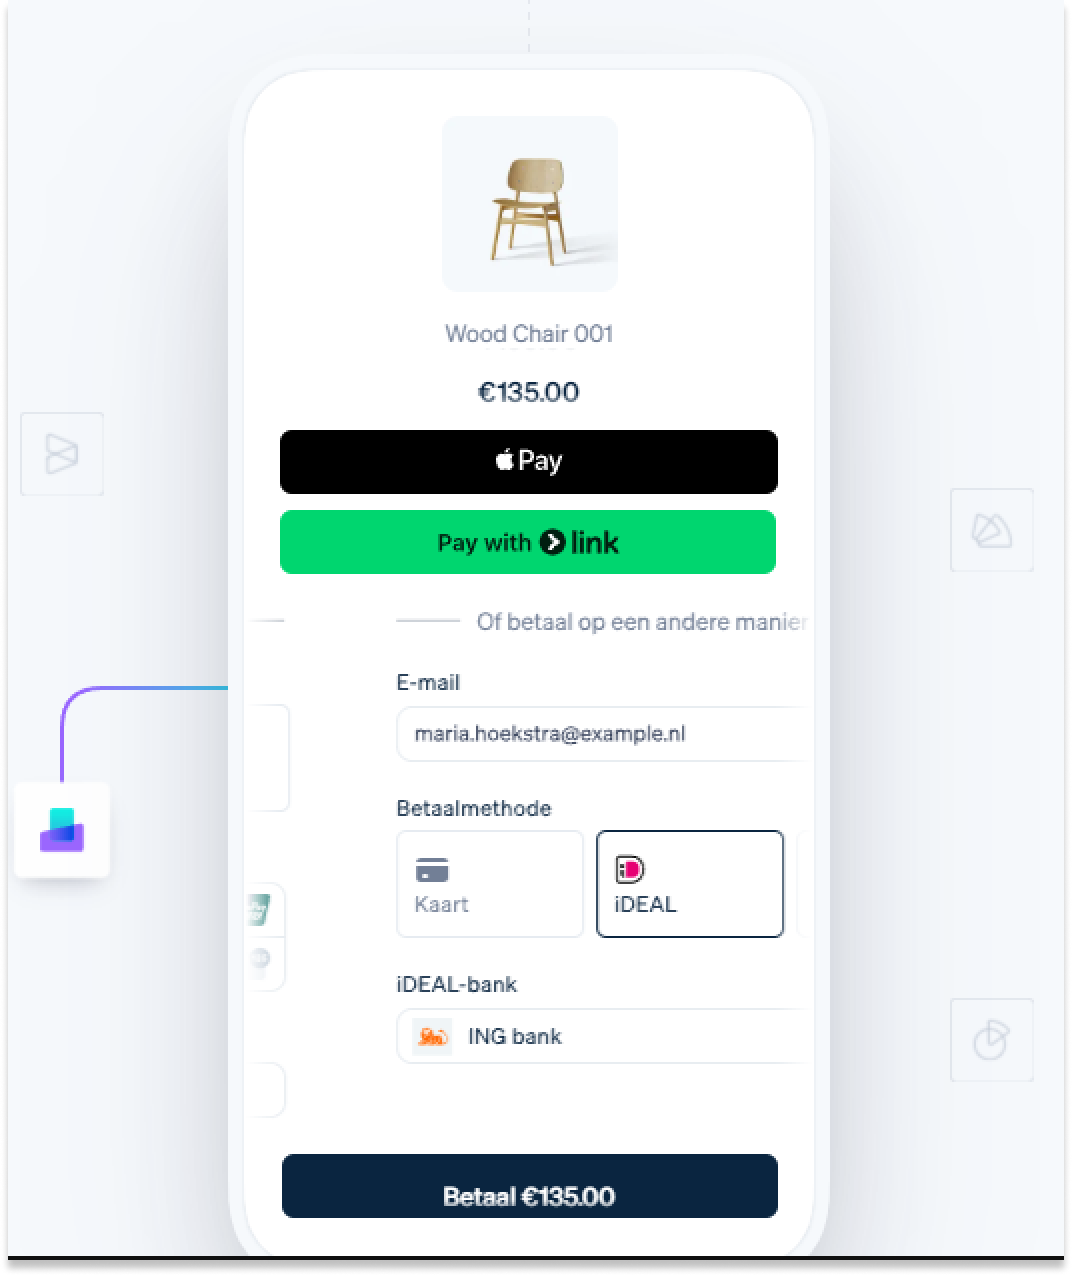 Wood Chair 001
€135.00
Pay
Pay with link
Of betaal op een andere manier
E-mail
maria.hoekstra@example.nl
Betaalmethode
Kaart
iDEAL
iDEAL-bank
ING bank
Betaal €135.00